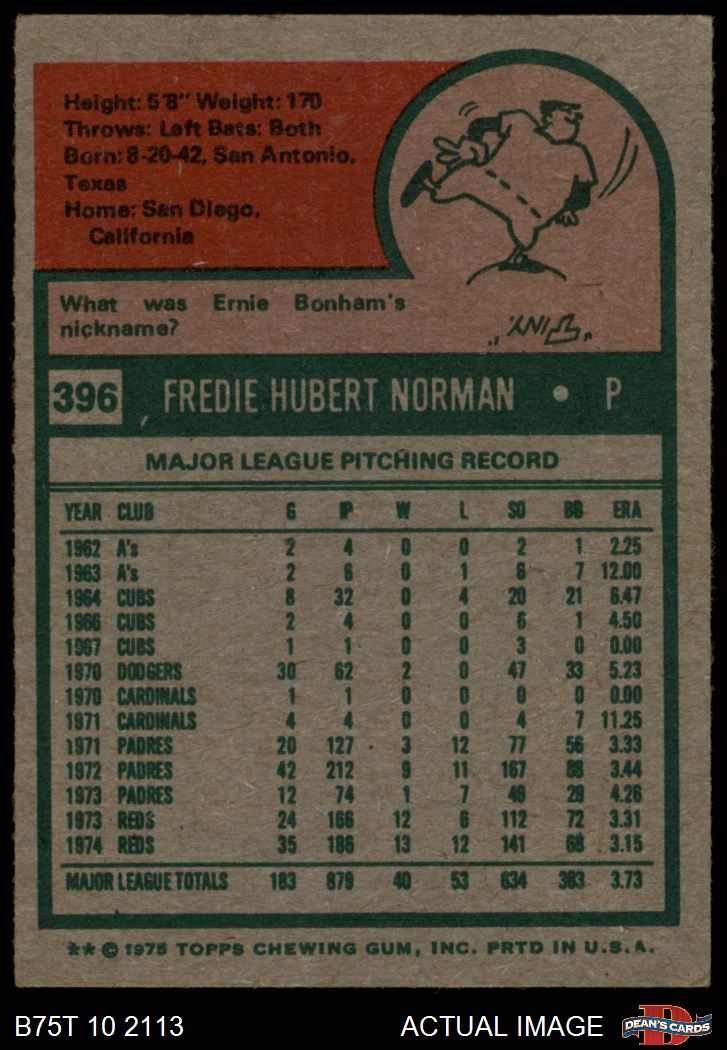 Height: 5'8" Weight: 170
Throws: Left Bats: Both
Born: 8-20-42, San Antonio,
Texas
Home: San Diego,
California
What was Ernie Bonham's
nickname?
"TINY."
396 FREDIE HUBERT NORMAN • P
MAJOR LEAGUE PITCHING RECORD
YEAR CLUB G IP W L SO BB ERA
1962 A's 2 4 0 0 2 1 2.25
1963 A's 2 6 0 1 6 7 12.00
1964 CUBS 8 32 0 4 20 21 6.47
1966 CUBS 2 4 0 0 6 1 4.50
1967 CUBS 1 1 0 0 3 0 0.00
1970 DODGERS 30 62 2 0 47 33 5.23
1970 CARDINALS 1 1 0 0 0 0 0.00
1971 CARDINALS 4 4 0 0 4 7 11.25
1971 PADRES 20 127 3 12 77 56 3.33
1972 PADRES 42 212 9 11 167 88 3.44
1973 PADRES 12 74 1 7 49 29 4.26
1973 REDS 24 166 12 6 112 72 3.31
1974 REDS 35 186 13 12 141 68 3.15
MAJOR LEAGUE TOTALS 183 879 40 53 634 383 3.73
** © 1975 TOPPS CHEWING GUM, INC. PRTD IN U.S.A.
B75T 10 2113 ACTUAL IMAGE
D
DEAN'S CARDS